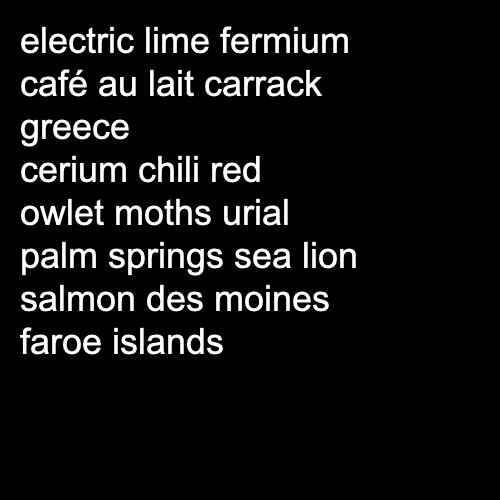 electric lime fermium
café au lait carrack
greece
cerium chili red
owlet moths urial
palm springs sea lion
salmon des moines
faroe islands